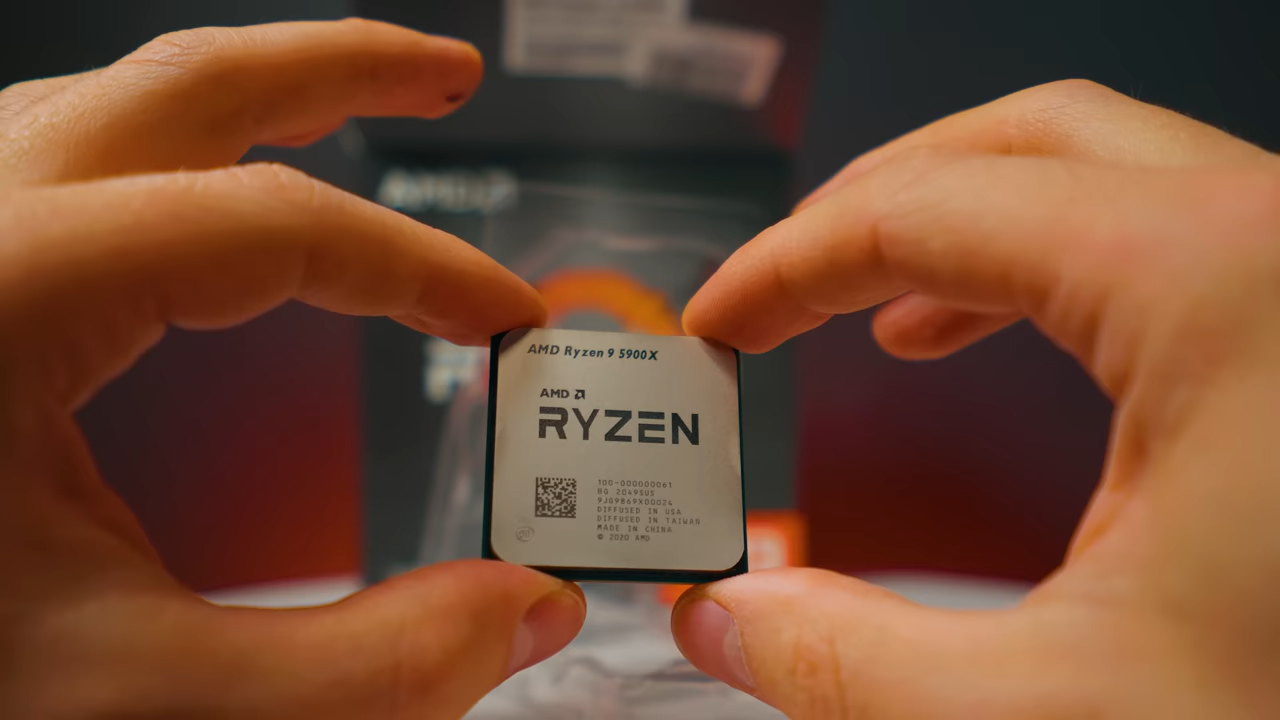 AMD
AMD Ryzen 9 5900X
AMD
RYZEN
100-000000061
BG 2049SUS
9JG9869X00024
DIFFUSED IN USA
DIFFUSED IN TAIWAN
MADE IN CHINA
© 2020 AMD